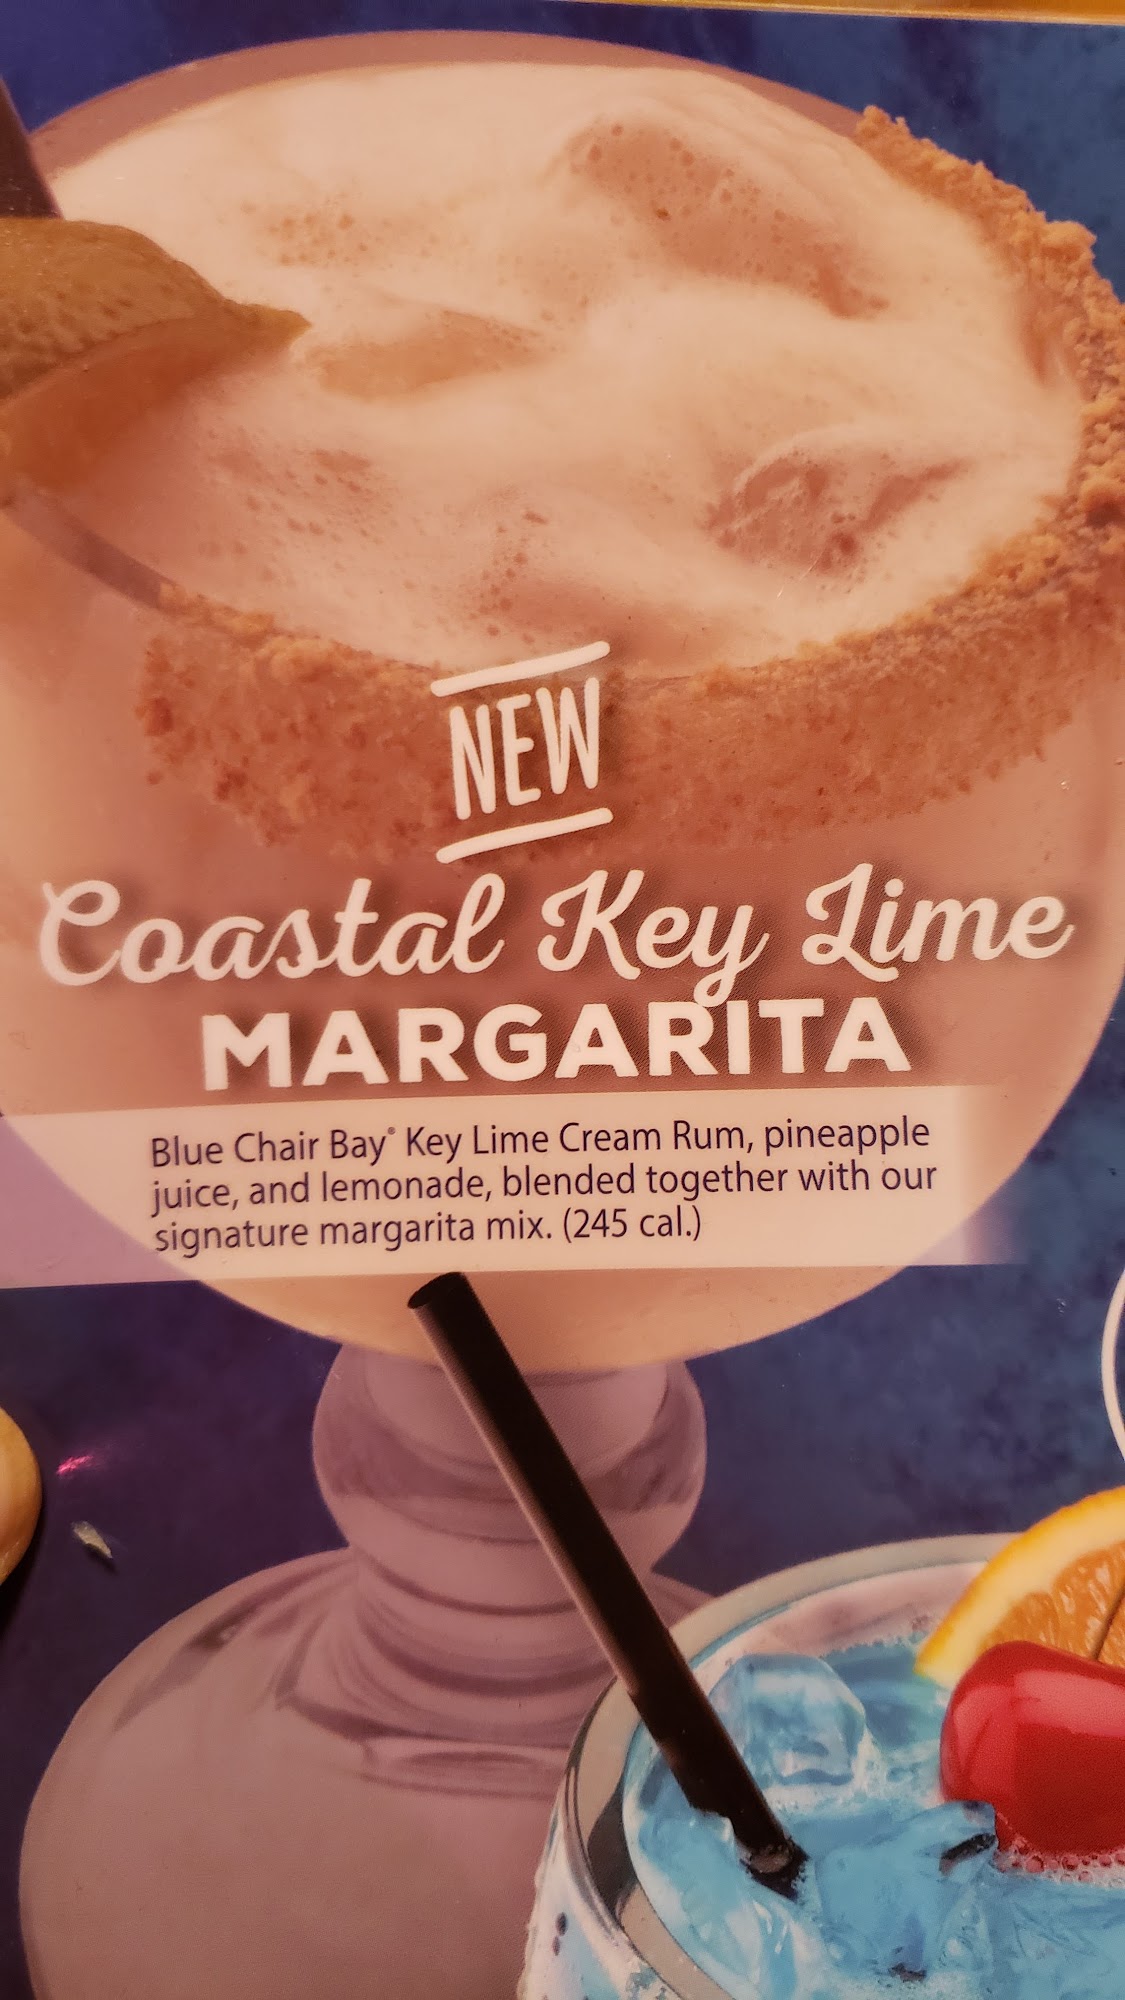 NEW
Coastal Key Lime
MARGARITA
Blue Chair Bay® Key Lime Cream Rum, pineapple
juice, and lemonade, blended together with our
signature margarita mix. (245 cal.)